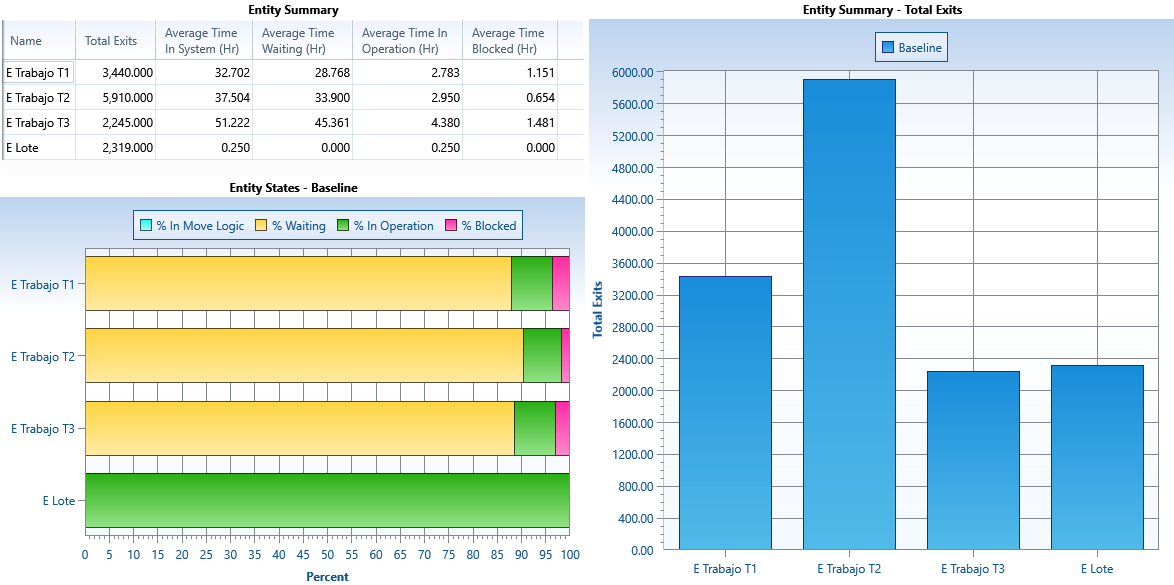 Entity Summary
Name Total Exits Average Time In System (Hr) Average Time Waiting (Hr) Average Time In Operation (Hr) Average Time Blocked (Hr)
E Trabajo T1 3,440.000 32.702 28.768 2.783 1.151
E Trabajo T2 5,910.000 37.504 33.900 2.950 0.654
E Trabajo T3 2,245.000 51.222 45.361 4.380 1.481
E Lote 2,319.000 0.250 0.000 0.250 0.000
Entity States - Baseline
% In Move Logic % Waiting % In Operation % Blocked
E Trabajo T1
E Trabajo T2
E Trabajo T3
E Lote
0 5 10 15 20 25 30 35 40 45 50 55 60 65 70 75 80 85 90 95 100
Percent
Entity Summary - Total Exits
Baseline
Total Exits
6000.00
5600.00
5200.00
4800.00
4400.00
4000.00
3600.00
3200.00
2800.00
2400.00
2000.00
1600.00
1200.00
800.00
400.00
0.00
E Trabajo T1 E Trabajo T2 E Trabajo T3 E Lote